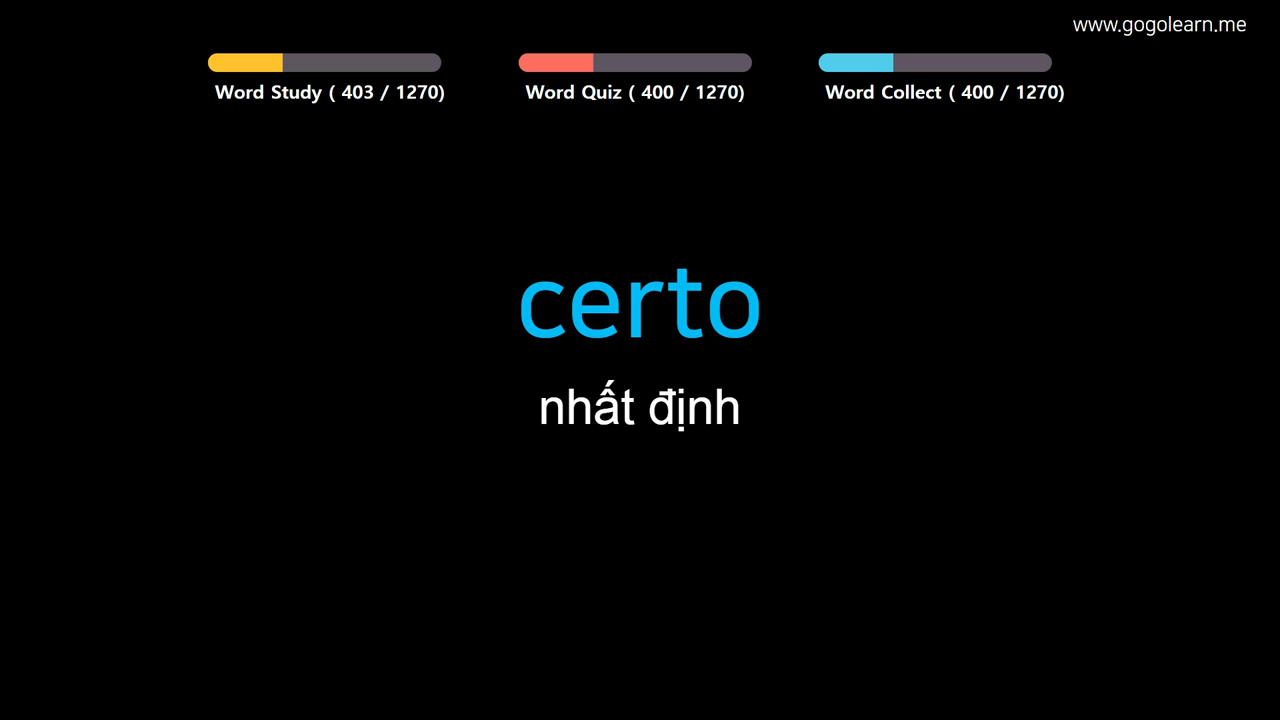 www.gogolearn.me
Word Study ( 403 / 1270)
Word Quiz ( 400 / 1270)
Word Collect ( 400 / 1270)
certo
nhất định